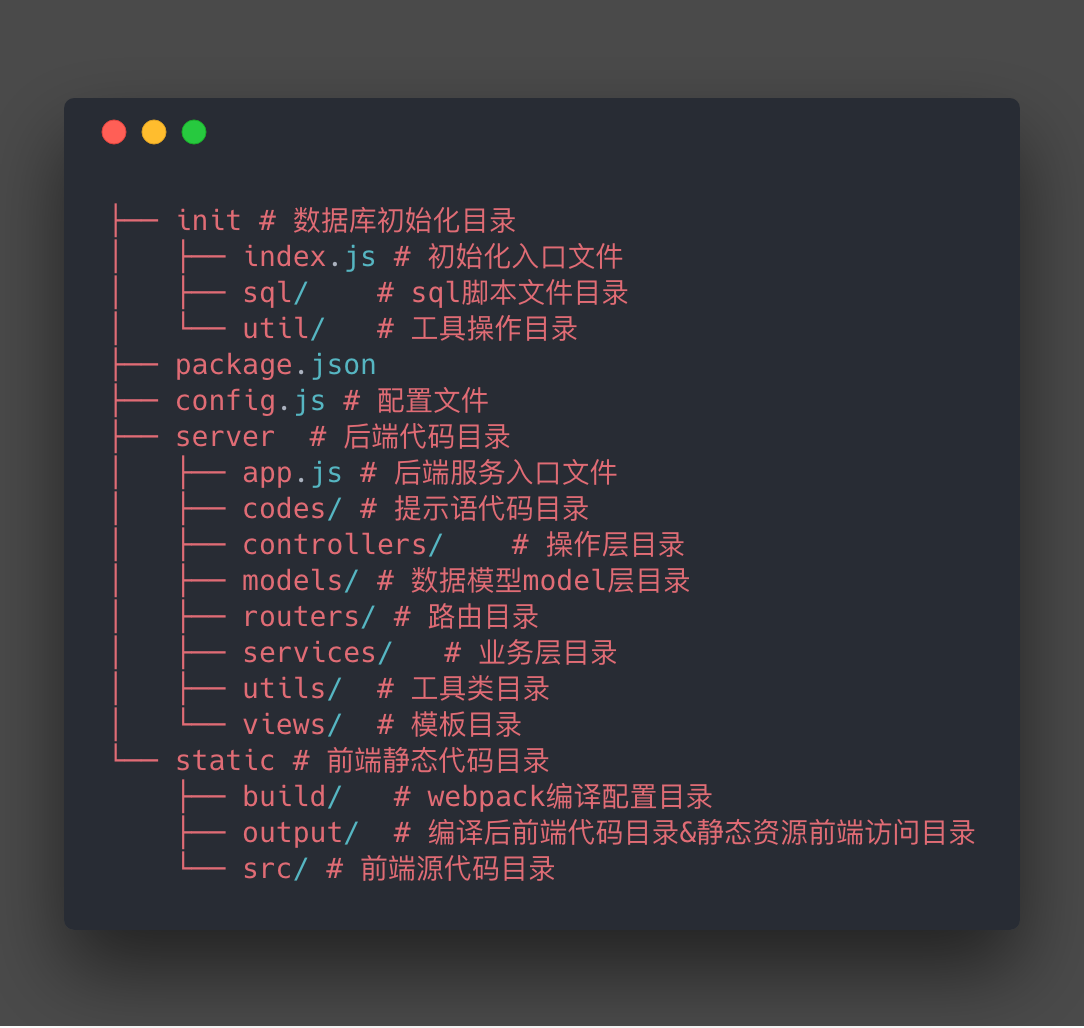 ├── init # 数据库初始化目录
│   ├── index.js # 初始化入口文件
│   ├── sql/    # sql脚本文件目录
│   └── util/   # 工具操作目录
├── package.json
├── config.js # 配置文件
├── server  # 后端代码目录
│   ├── app.js # 后端服务入口文件
│   ├── codes/ # 提示语代码目录
│   ├── controllers/    # 操作层目录
│   ├── models/ # 数据模型model层目录
│   ├── routers/ # 路由目录
│   ├── services/   # 业务层目录
│   ├── utils/  # 工具类目录
│   └── views/  # 模板目录
└── static # 前端静态代码目录
    ├── build/   # webpack编译配置目录
    ├── output/  # 编译后前端代码目录&静态资源前端访问目录
    └── src/ # 前端源代码目录